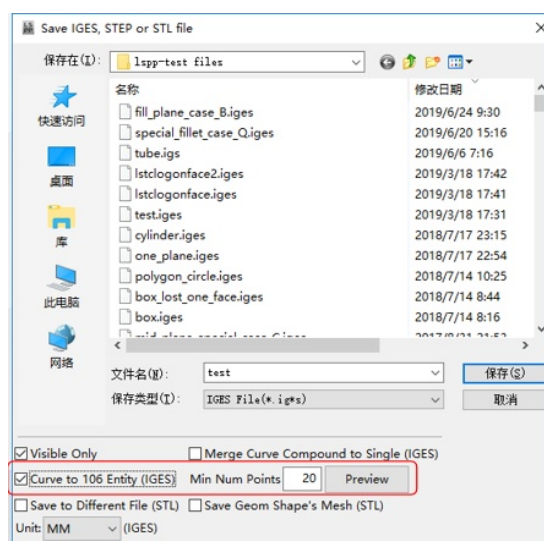 Save IGES, STEP or STL file
保存在(I): lspp-test files
名称 修改日期
fill_plane_case_B.iges 2019/6/24 9:30
special_fillet_case_Q.iges 2019/6/20 15:16
tube.igs 2019/6/6 7:16
lstclogonface2.iges 2019/3/18 17:42
lstclogonface.iges 2019/3/18 17:41
test.iges 2019/3/18 17:31
cylinder.iges 2018/7/17 23:15
one_plane.iges 2018/7/17 22:54
polygon_circle.iges 2018/7/14 10:25
box_lost_one_face.iges 2018/7/14 8:44
box.iges 2018/7/14 8:16
快速访问
桌面
库
此电脑
网络
文件名(N): test 保存(S)
保存类型(T): IGES File(*.ig*s) 取消
Visible Only Merge Curve Compound to Single (IGES)
Curve to 106 Entity (IGES) Min Num Points 20 Preview
Save to Different File (STL) Save Geom Shape's Mesh (STL)
Unit: MM (IGES)